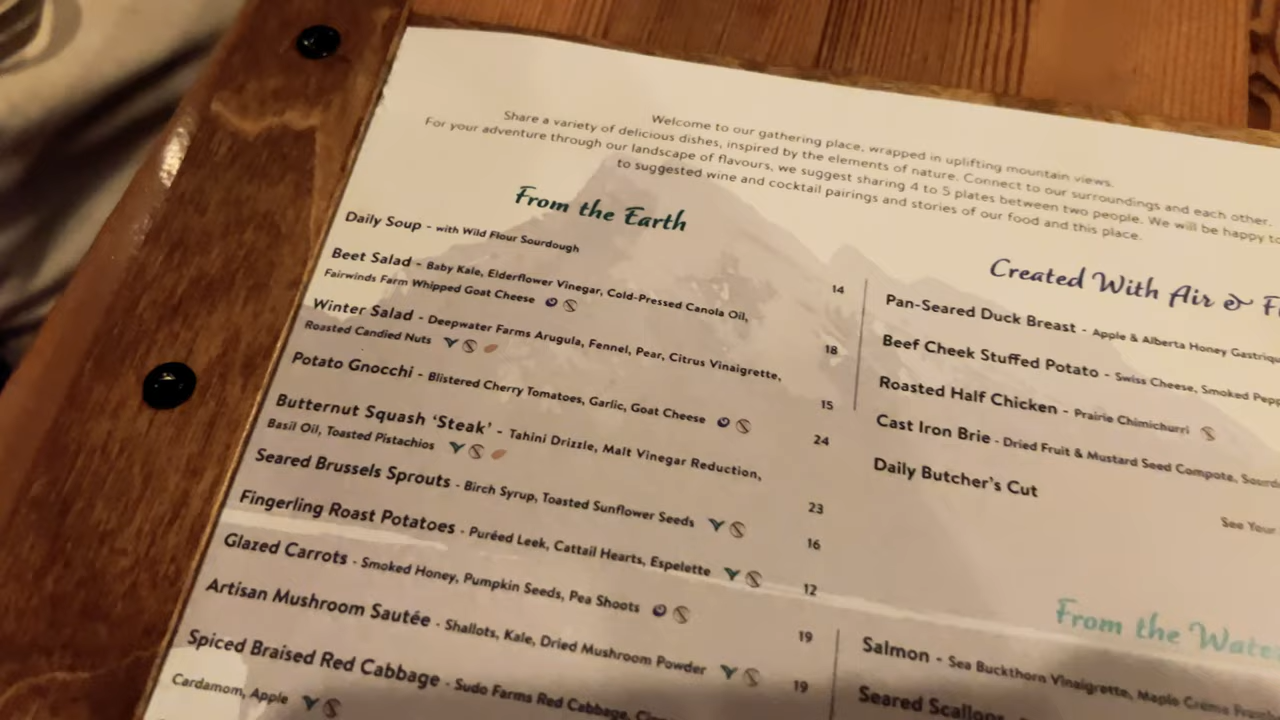 Welcome to our gathering place, wrapped in uplifting mountain views.
Share a variety of delicious dishes, inspired by the elements of nature. Connect to our surroundings and each other.
For your adventure through our landscape of flavours, we suggest sharing 4 to 5 plates between two people. We will be happy to
to suggested wine and cocktail pairings and stories of our food and this place.
From the Earth
Daily Soup - with Wild Flour Sourdough 14
Beet Salad - Baby Kale, Elderflower Vinegar, Cold-Pressed Canola Oil,
Fairwinds Farm Whipped Goat Cheese 18
Winter Salad - Deepwater Farms Arugula, Fennel, Pear, Citrus Vinaigrette,
Roasted Candied Nuts 15
Potato Gnocchi - Blistered Cherry Tomatoes, Garlic, Goat Cheese 24
Butternut Squash ‘Steak’ - Tahini Drizzle, Malt Vinegar Reduction,
Basil Oil, Toasted Pistachios 23
Seared Brussels Sprouts - Birch Syrup, Toasted Sunflower Seeds 16
Fingerling Roast Potatoes - Puréed Leek, Cattail Hearts, Espelette 12
Glazed Carrots - Smoked Honey, Pumpkin Seeds, Pea Shoots 19
Artisan Mushroom Sautée - Shallots, Kale, Dried Mushroom Powder 19
Spiced Braised Red Cabbage - Sudo Farms Red Cabbage,
Cardamom, Apple
Created With Air &
Pan-Seared Duck Breast - Apple & Alberta Honey
Beef Cheek Stuffed Potato - Swiss Cheese, Smoked
Roasted Half Chicken - Prairie Chimichurri
Cast Iron Brie - Dried Fruit & Mustard Seed Compote,
Daily Butcher's Cut
See Your
From the
Salmon - Sea Buckthorn Vinaigrette, Maple Crème
Seared Scallops